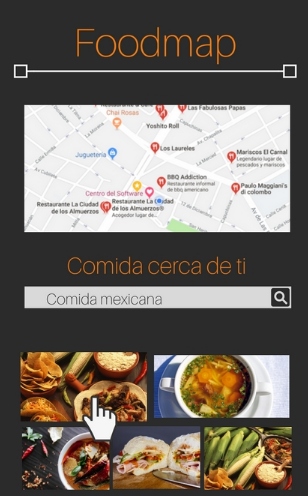 Foodmap
Las Fabulosas Papas
Chai Rosae
Yoshito Roll
Juguetería
Los Laureles
Mariscos El Carnal
Legendario lugar de
pescados y mariscos
BBQ Addiction
Restaurante informal
de bbq americano
Centro del Software
Paulo Maggiani's
di colombo
Restaurante La Ciudad
de los Almuerzos
Restaurante La Ciudad
de los Almuerzos
Acogedor lugar de...
Comida cerca de ti
Comida mexicana